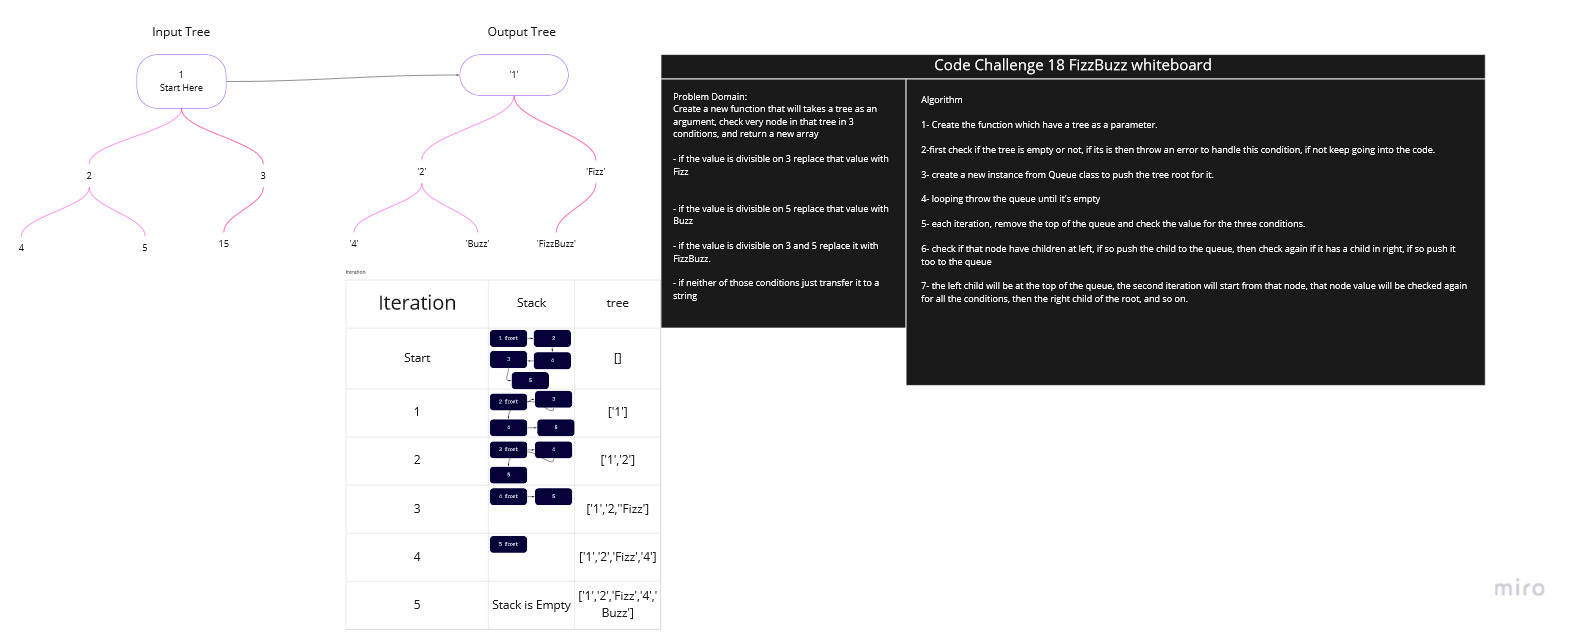 Input Tree
1
Start Here
2
3
4
5
15
Output Tree
'1'
'2'
'Fizz'
'4'
'Buzz'
'FizzBuzz'
Code Challenge 18 FizzBuzz whiteboard
Problem Domain:
Create a new function that will takes a tree as an
argument, check very node in that tree in 3
conditions, and return a new array
- if the value is divisible on 3 replace that value with
Fizz
- if the value is divisible on 5 replace that value with
Buzz
- if the value is divisible on 3 and 5 replace it with
FizzBuzz.
- if neither of those conditions just transfer it to a
string
Algorithm
1- Create the function which have a tree as a parameter.
2-first check if the tree is empty or not, if its is then throw an error to handle this condition, if not keep going into the code.
3- create a new instance from Queue class to push the tree root for it.
4- looping throw the queue until it's empty
5- each iteration, remove the top of the queue and check the value for the three conditions.
6- check if that node have children at left, if so push the child to the queue, then check again if it has a child in right, if so push it
too to the queue
7- the left child will be at the top of the queue, the second iteration will start from that node, that node value will be checked again
for all the conditions, then the right child of the root, and so on.
Iteration
Iteration Stack tree
Start
1 front 2
3 4
5
[]
1
2 front 3
4 5
['1']
2
3 front 4
5
['1','2']
3
4 front 5
['1','2,''Fizz']
4
5 front
['1','2','Fizz','4']
5
Stack is Empty
['1','2','Fizz','4','
Buzz']
miro